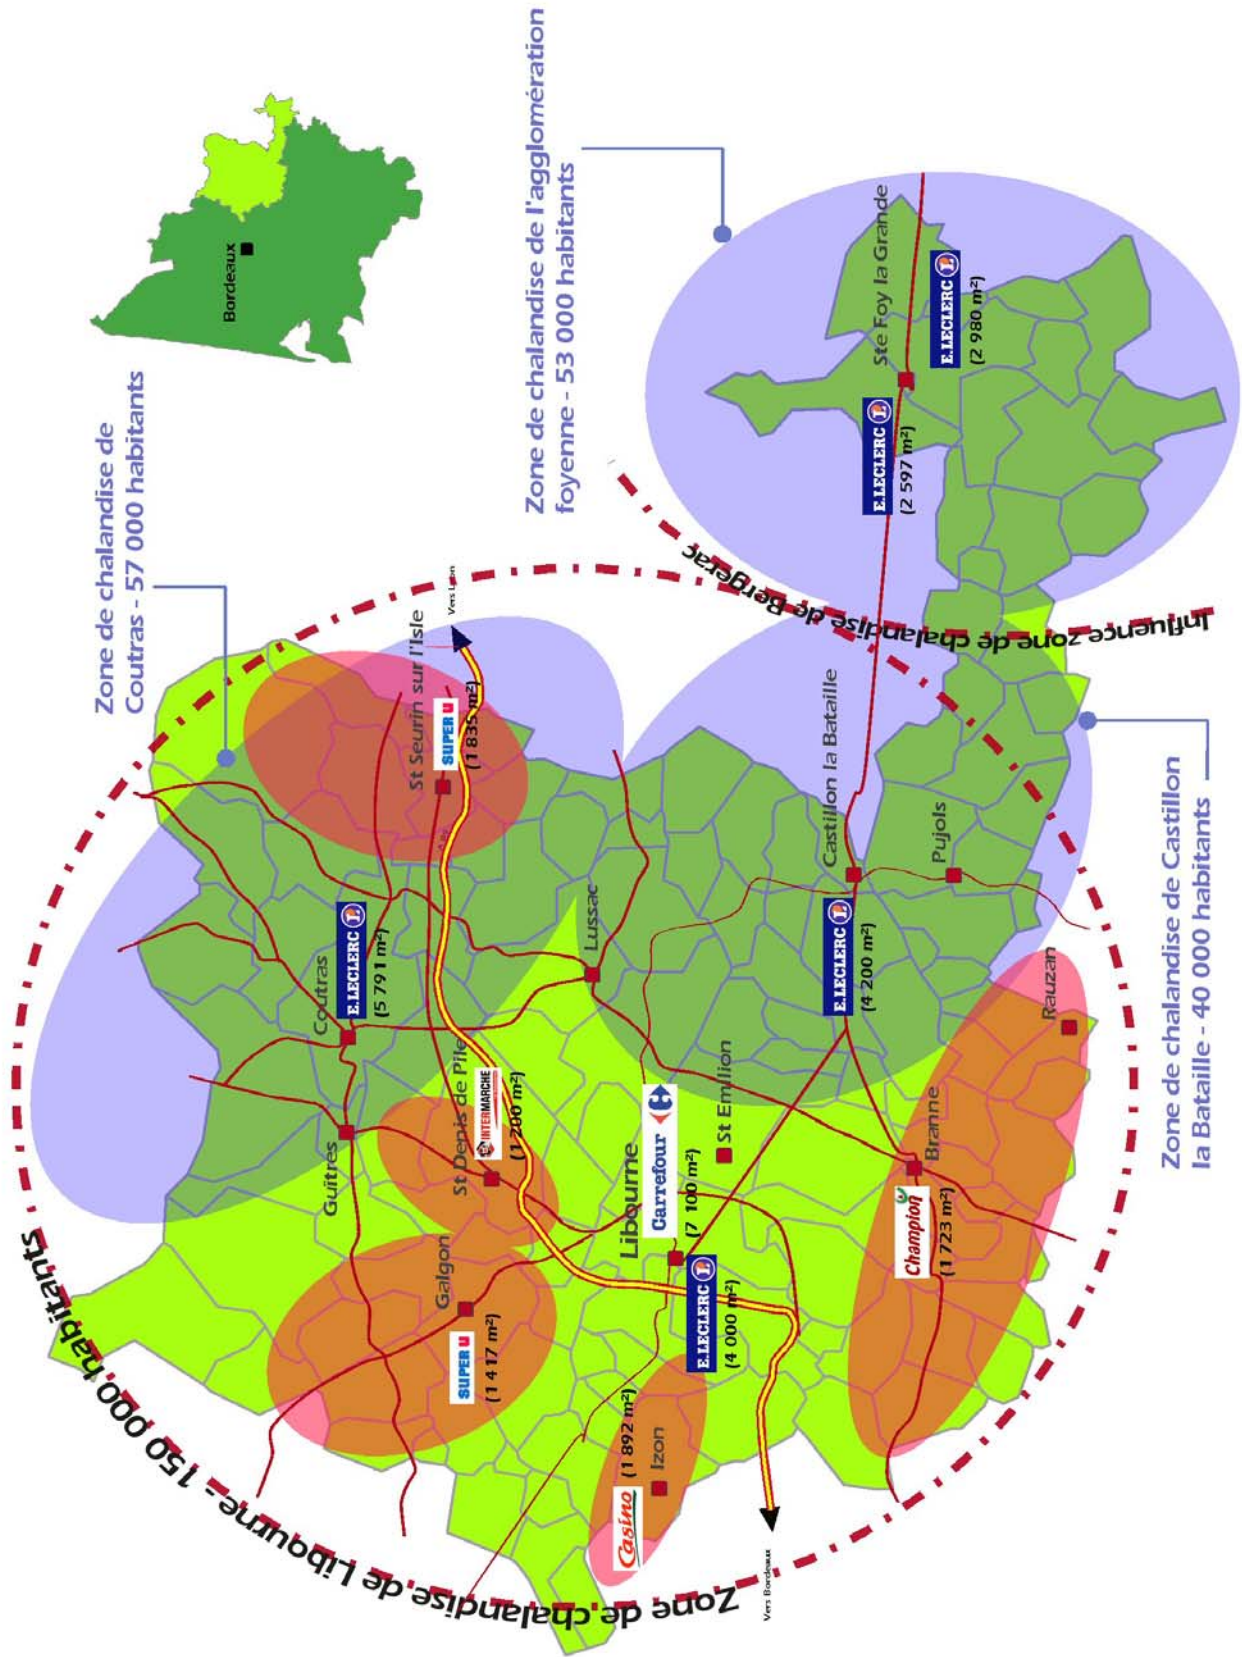 Zone de chalandise de
Coutras - 57 000 habitants
Bordeaux
Zone de chalandise de l'agglomération
foyenne - 53 000 habitants
Zone de chalandise de Libourne - 150 000 habitants
Vers Lyon
St Seurin sur l'Isle
SUPER U
(1 835 m²)
Coutras
E.LECLERC L
(5 791 m²)
Guîtres
St Denis de Pile
INTERMARCHE
(1 200 m²)
Galgon
SUPER U
(1 417 m²)
Lussac
Libourne
Carrefour
(7 100 m²)
E.LECLERC L
(4 000 m²)
St Emilion
Casino
(1 892 m²)
Izon
Vers Bordeaux
Castillon la Bataille
E.LECLERC L
(4 200 m²)
Pujols
Rauzan
Branne
Champion
(1 723 m²)
Influence zone de chalandise de Bergerac
Ste Foy la Grande
E.LECLERC L
(2 597 m²)
E.LECLERC L
(2 980 m²)
Zone de chalandise de Castillon
la Bataille - 40 000 habitants